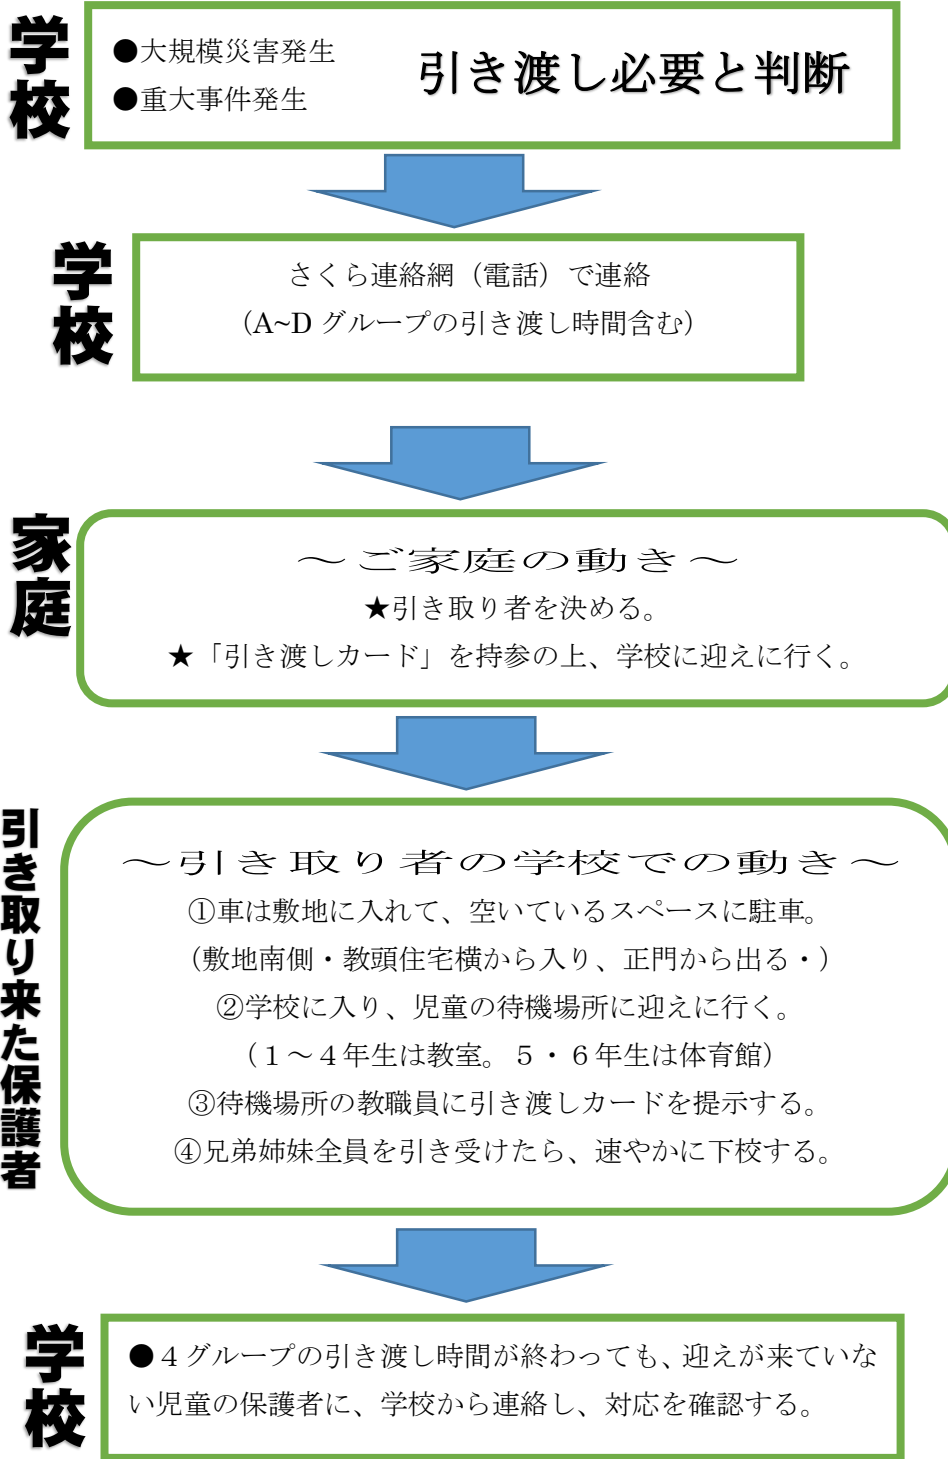 学校
●大規模災害発生
●重大事件発生
引き渡し必要と判断
学校
さくら連絡網（電話）で連絡
（A~D グループの引き渡し時間含む）
家庭
～ご家庭の動き～
★引き取り者を決める。
★「引き渡しカード」を持参の上、学校に迎えに行く。
引き取り来た保護者
～引き取り者の学校での動き～
①車は敷地に入れて、空いているスペースに駐車。
（敷地南側・教頭住宅横から入り、正門から出る・）
②学校に入り、児童の待機場所に迎えに行く。
（１～４年生は教室。５・６年生は体育館）
③待機場所の教職員に引き渡しカードを提示する。
④兄弟姉妹全員を引き受けたら、速やかに下校する。
学校
●４グループの引き渡し時間が終わっても、迎えが来ていな
い児童の保護者に、学校から連絡し、対応を確認する。